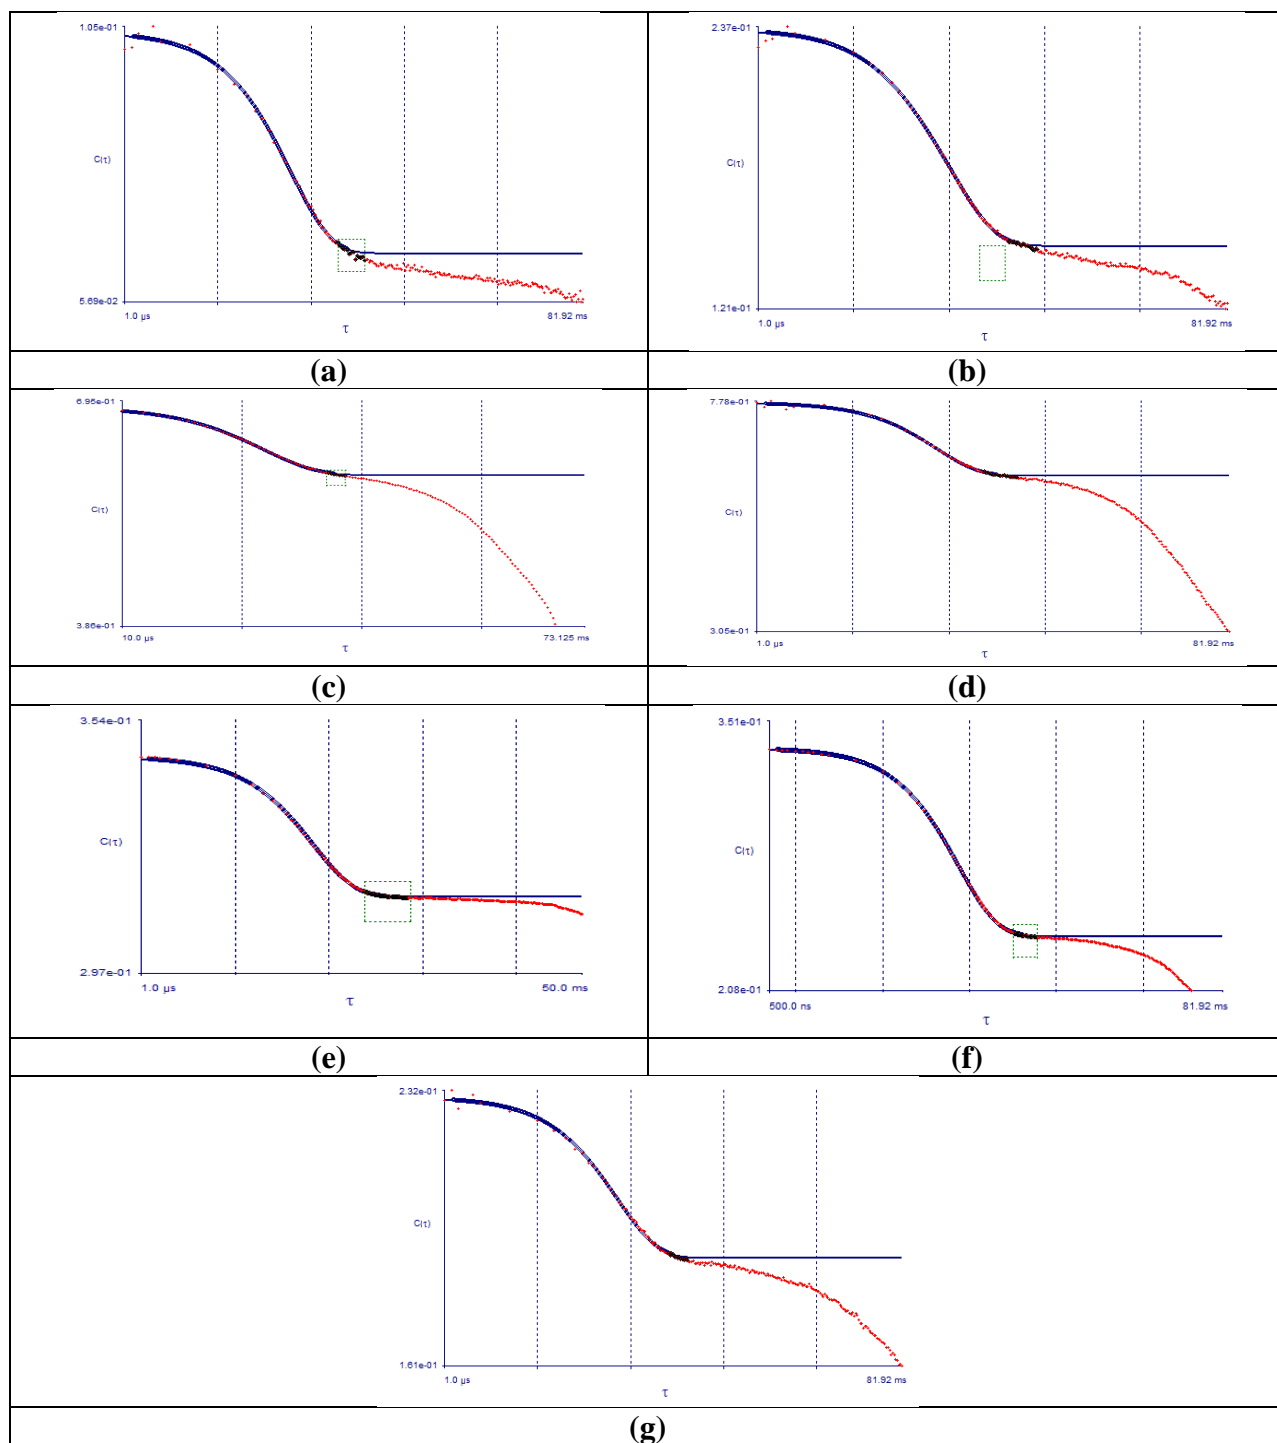 1.05e-01
C(τ)
5.69e-02
1.0 µs 81.92 ms
τ
(a)
2.37e-01
C(τ)
1.21e-01
1.0 µs 81.92 ms
τ
(b)
6.95e-01
C(τ)
3.86e-01
10.0 µs 73.125 ms
τ
(c)
7.78e-01
C(τ)
3.05e-01
1.0 µs 81.92 ms
τ
(d)
3.54e-01
C(τ)
2.97e-01
1.0 µs 50.0 ms
τ
(e)
3.51e-01
C(τ)
2.08e-01
500.0 ns 81.92 ms
τ
(f)
2.32e-01
C(τ)
1.61e-01
1.0 µs 81.92 ms
τ
(g)